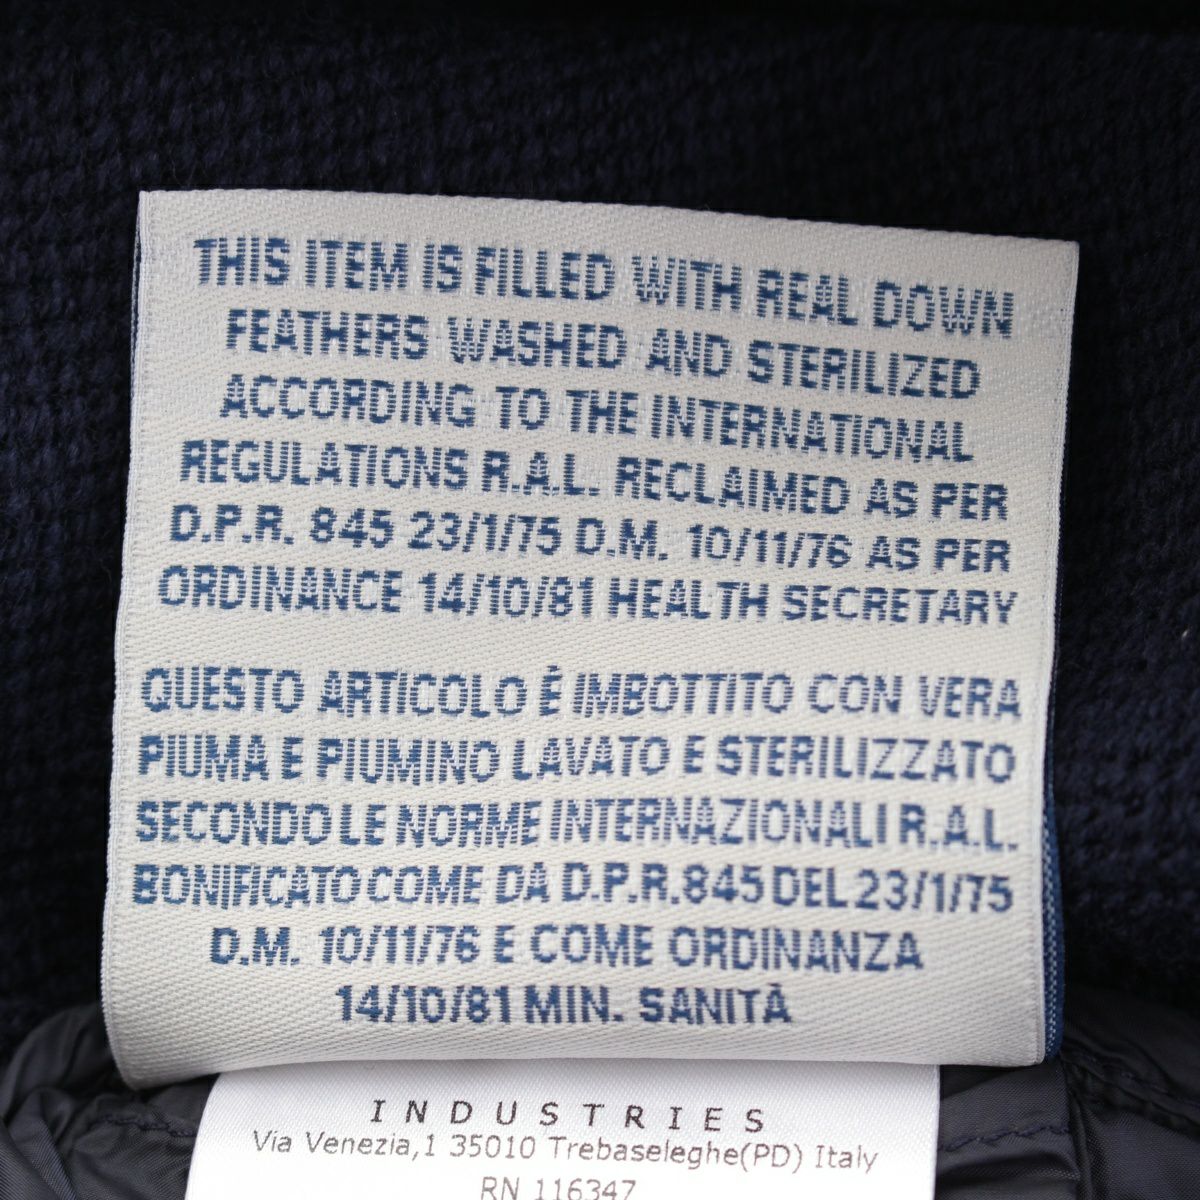 THIS ITEM IS FILLED WITH REAL DOWN
FEATHERS WASHED AND STERILIZED
ACCORDING TO THE INTERNATIONAL
REGULATIONS R.A.L. RECLAIMED AS PER
D.P.R. 845 23/1/75 D.M. 10/11/76 AS PER
ORDINANCE 14/10/81 HEALTH SECRETARY
QUESTO ARTICOLO È IMBOTTITO CON VERA
PIUMA E PIUMINO LAVATO E STERILIZZATO
SECONDO LE NORME INTERNAZIONALI R.A.L.
BONIFICATO COME DA D.P.R.845 DEL 23/1/75
D.M. 10/11/76 E COME ORDINANZA
14/10/81 MIN. SANITÀ
INDUSTRIES
Via Venezia,1 35010 Trebaseleghe(PD) Italy
RN 116347